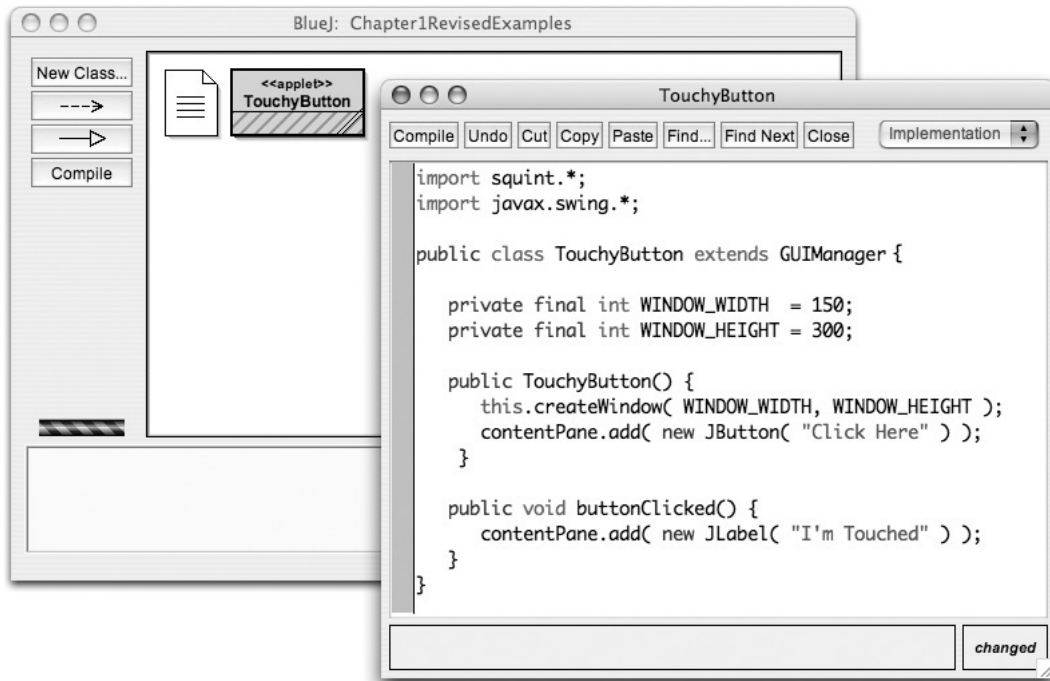 BlueJ: Chapter1RevisedExamples
New Class...
--->
Compile
<<applet>>
TouchyButton
TouchyButton
Compile Undo Cut Copy Paste Find... Find Next Close Implementation
import squint.*;
import javax.swing.*;
public class TouchyButton extends GUIManager {
private final int WINDOW_WIDTH = 150;
private final int WINDOW_HEIGHT = 300;
public TouchyButton() {
this.createWindow( WINDOW_WIDTH, WINDOW_HEIGHT );
contentPane.add( new JButton( "Click Here" ) );
}
public void buttonClicked() {
contentPane.add( new JLabel( "I'm Touched" ) );
}
}
changed